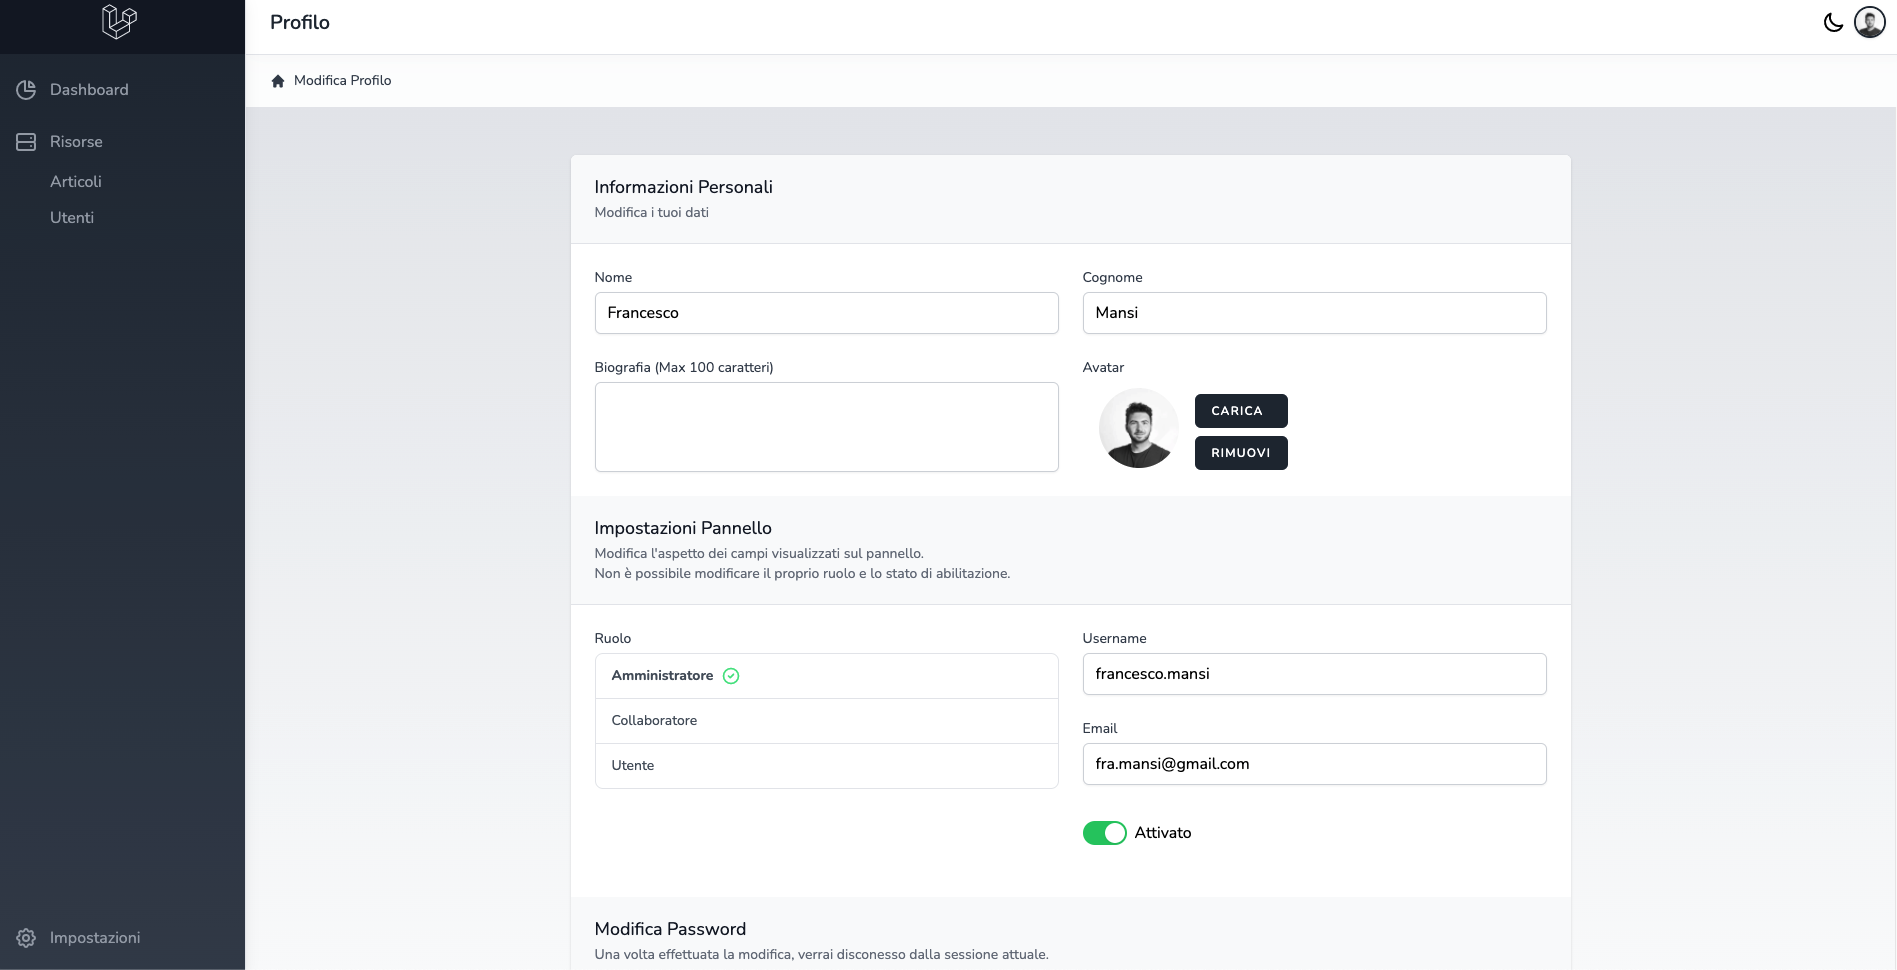 Profilo
Dashboard
Risorse
Articoli
Utenti
Impostazioni
Modifica Profilo
Informazioni Personali
Modifica i tuoi dati
Nome
Francesco
Cognome
Mansi
Biografia (Max 100 caratteri)
Avatar
CARICA
RIMUOVI
Impostazioni Pannello
Modifica l'aspetto dei campi visualizzati sul pannello.
Non è possibile modificare il proprio ruolo e lo stato di abilitazione.
Ruolo
Amministratore
Collaboratore
Utente
Username
francesco.mansi
Email
fra.mansi@gmail.com
Attivato
Modifica Password
Una volta effettuata la modifica, verrai disconesso dalla sessione attuale.